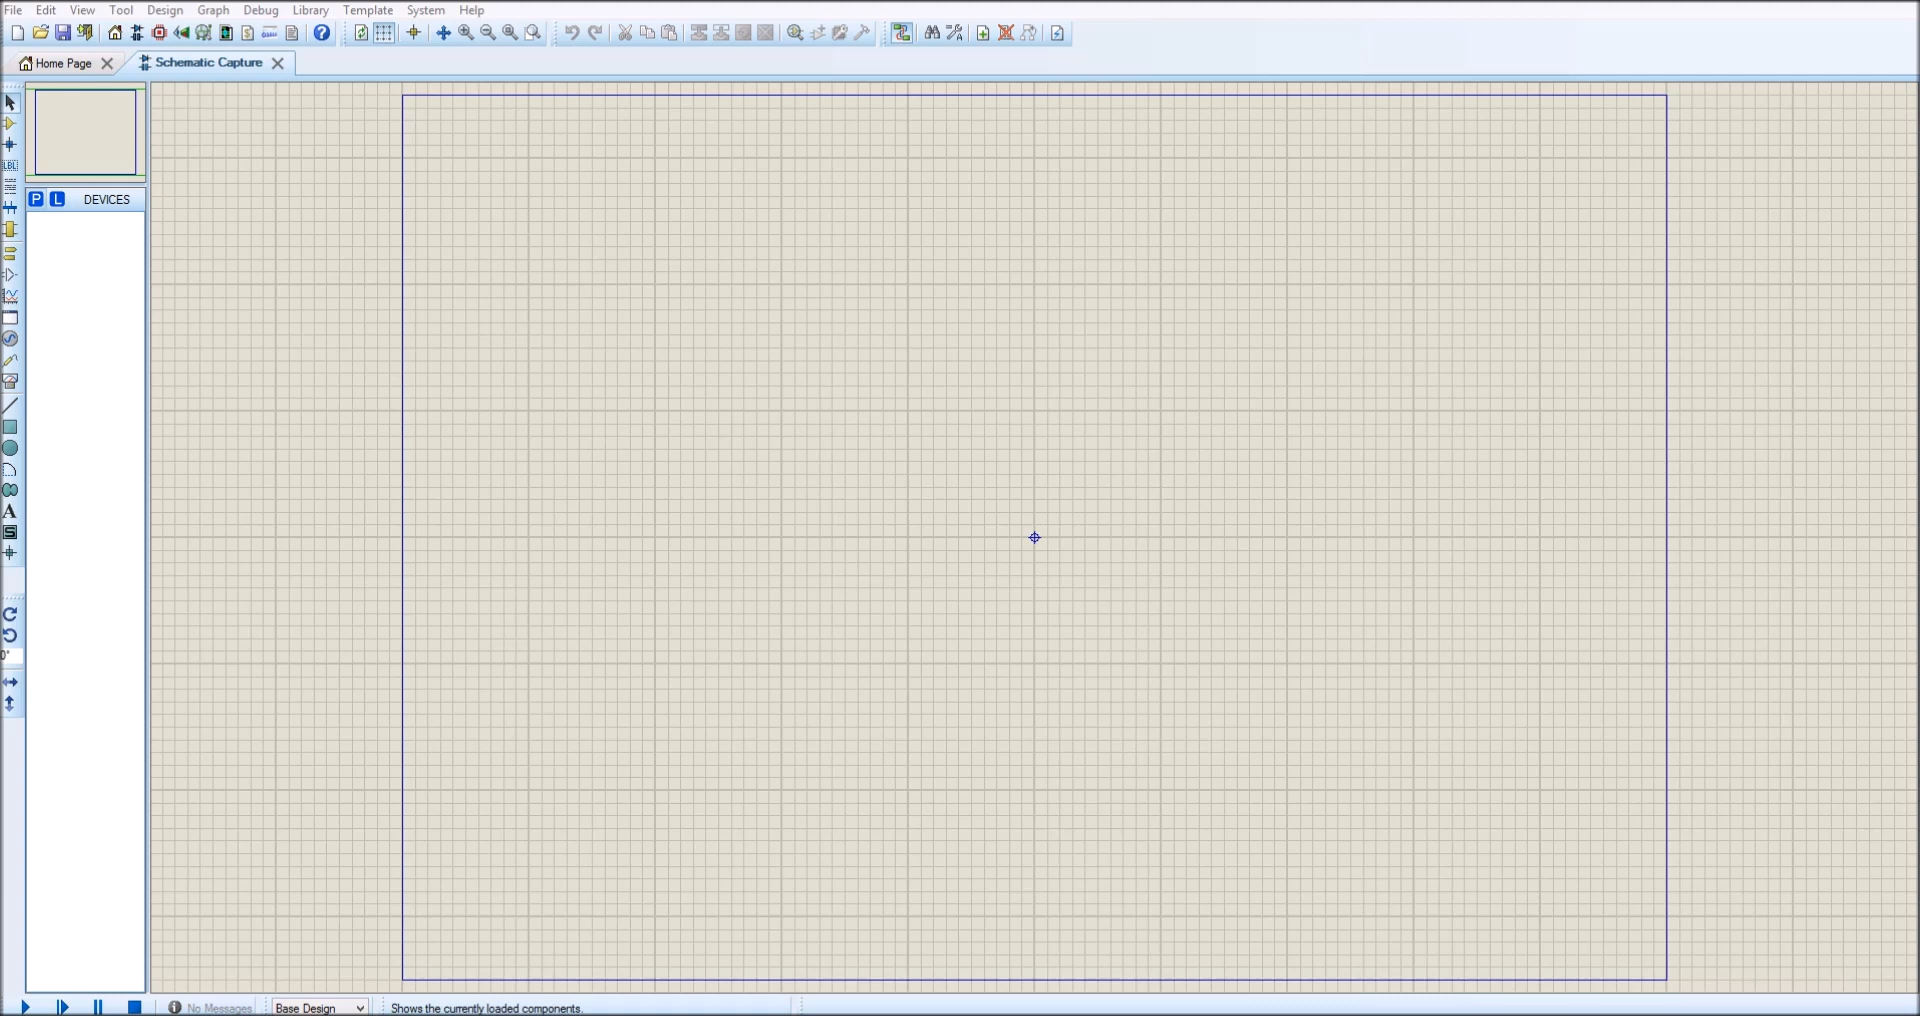 File Edit View Tool Design Graph Debug Library Template System Help
Home Page Schematic Capture
LBL
P L DEVICES
A
S
0°
No Messages Base Design Shows the currently loaded components.